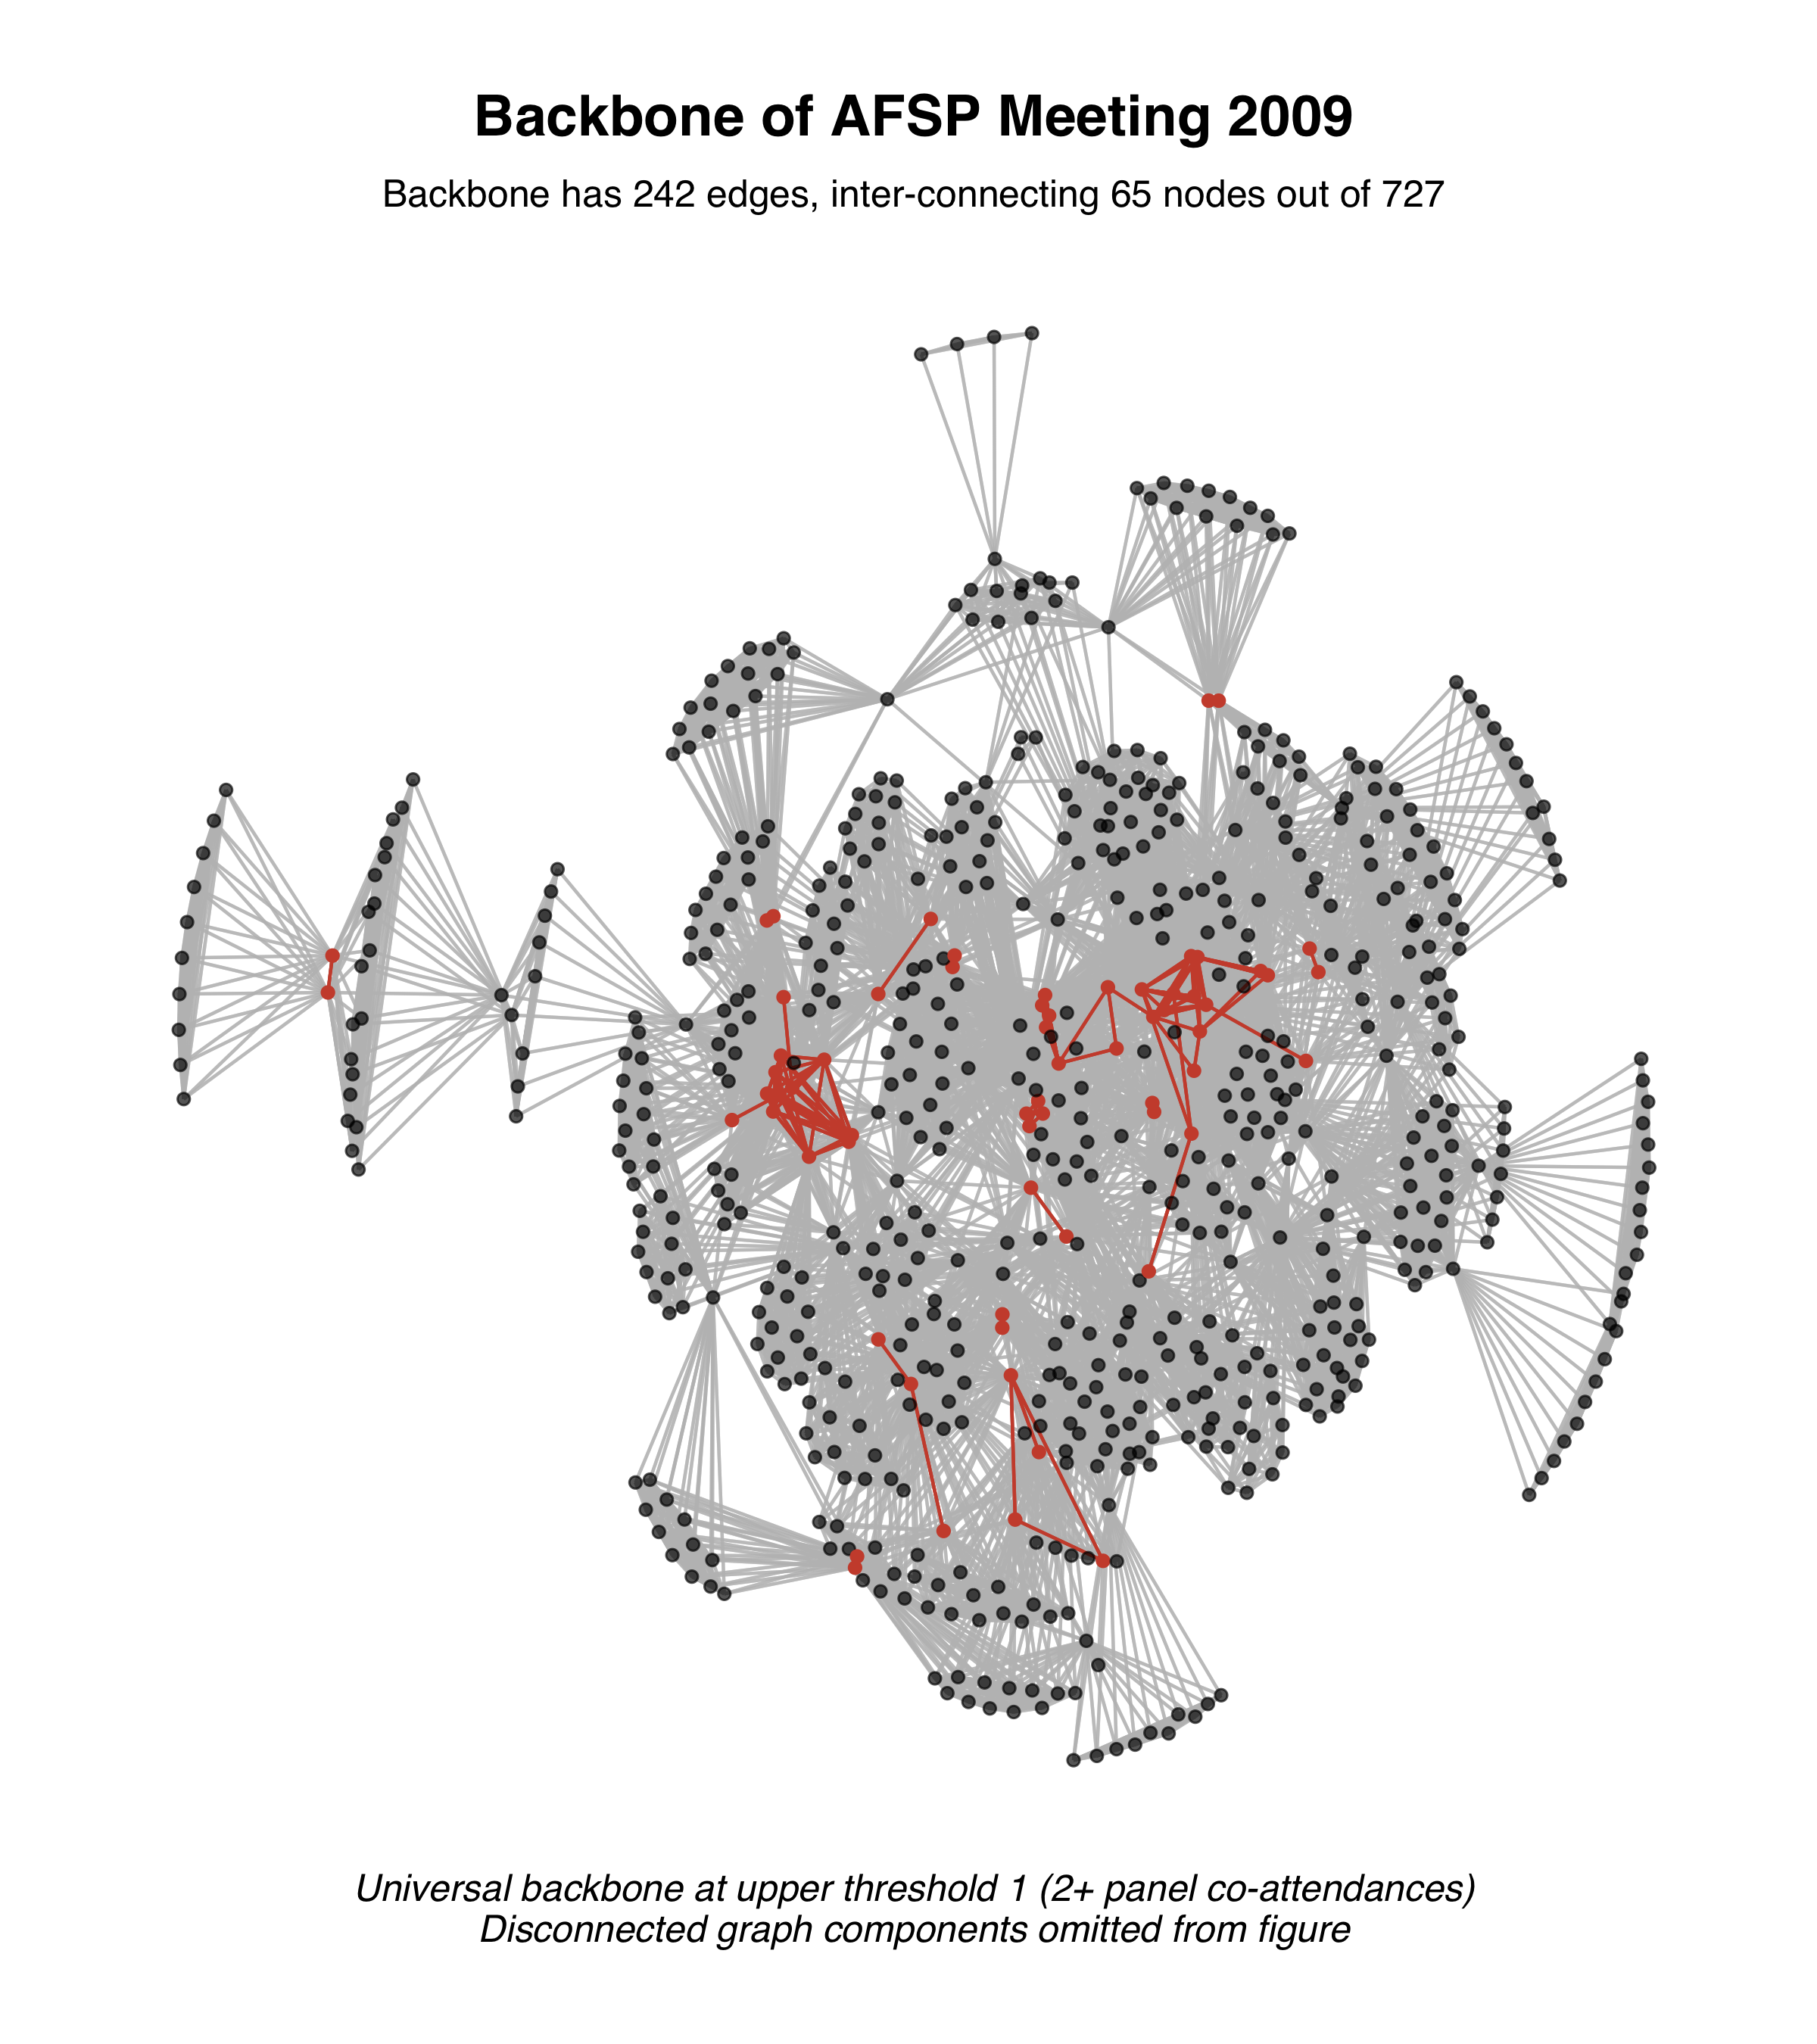 Backbone of AFSP Meeting 2009
Backbone has 242 edges, inter-connecting 65 nodes out of 727
Universal backbone at upper threshold 1 (2+ panel co-attendances)
Disconnected graph components omitted from figure